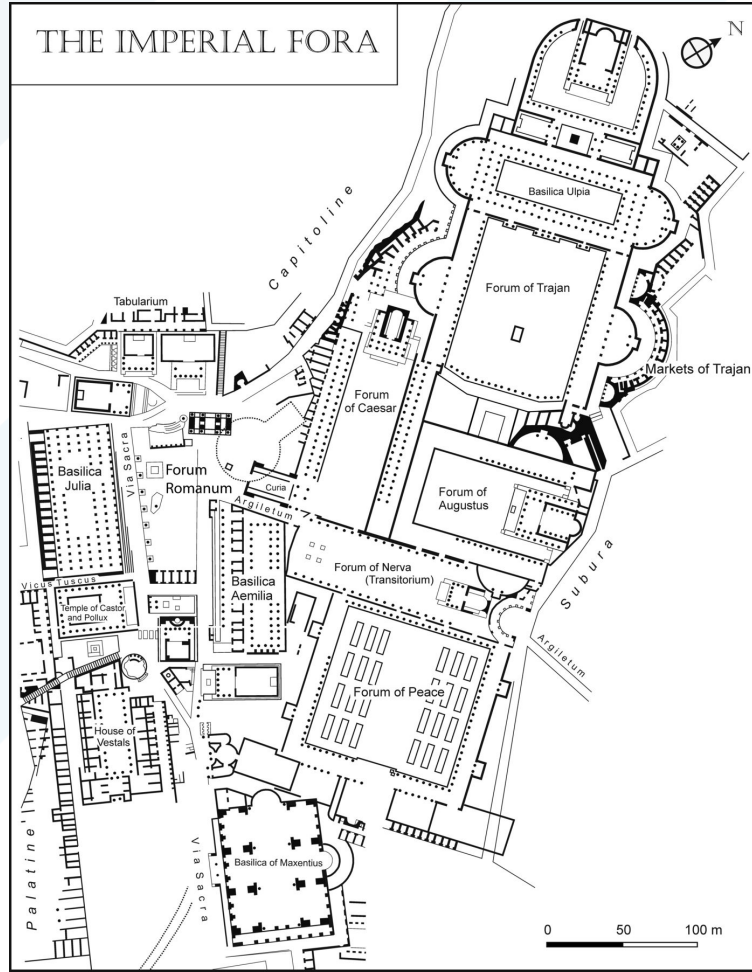 THE IMPERIAL FORA
N
Capitoline
Basilica Ulpia
Tabularium
Forum of Trajan
Markets of Trajan
Forum
of Caesar
Basilica
Julia
Via Sacra
Forum
Romanum
Curia
Argiletum
Forum of
Augustus
Subura
Vicus Tuscus
Basilica
Aemilia
Forum of Nerva
(Transitorium)
Temple of Castor
and Pollux
Argiletum
Forum of Peace
House of
Vestals
Palatine
Via Sacra
Basilica of Maxentius
0 50 100 m